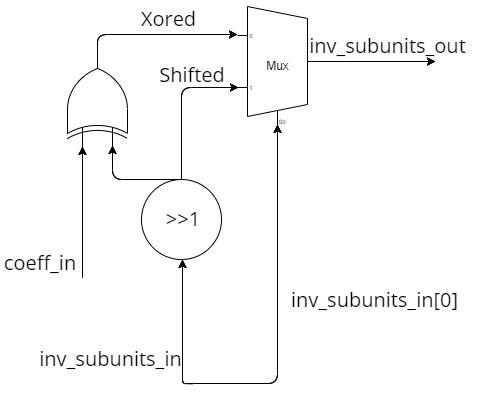 Xored
inv_subunits_out
0
Mux
Shifted
1
S0
>>1
coeff_in
inv_subunits_in[0]
inv_subunits_in